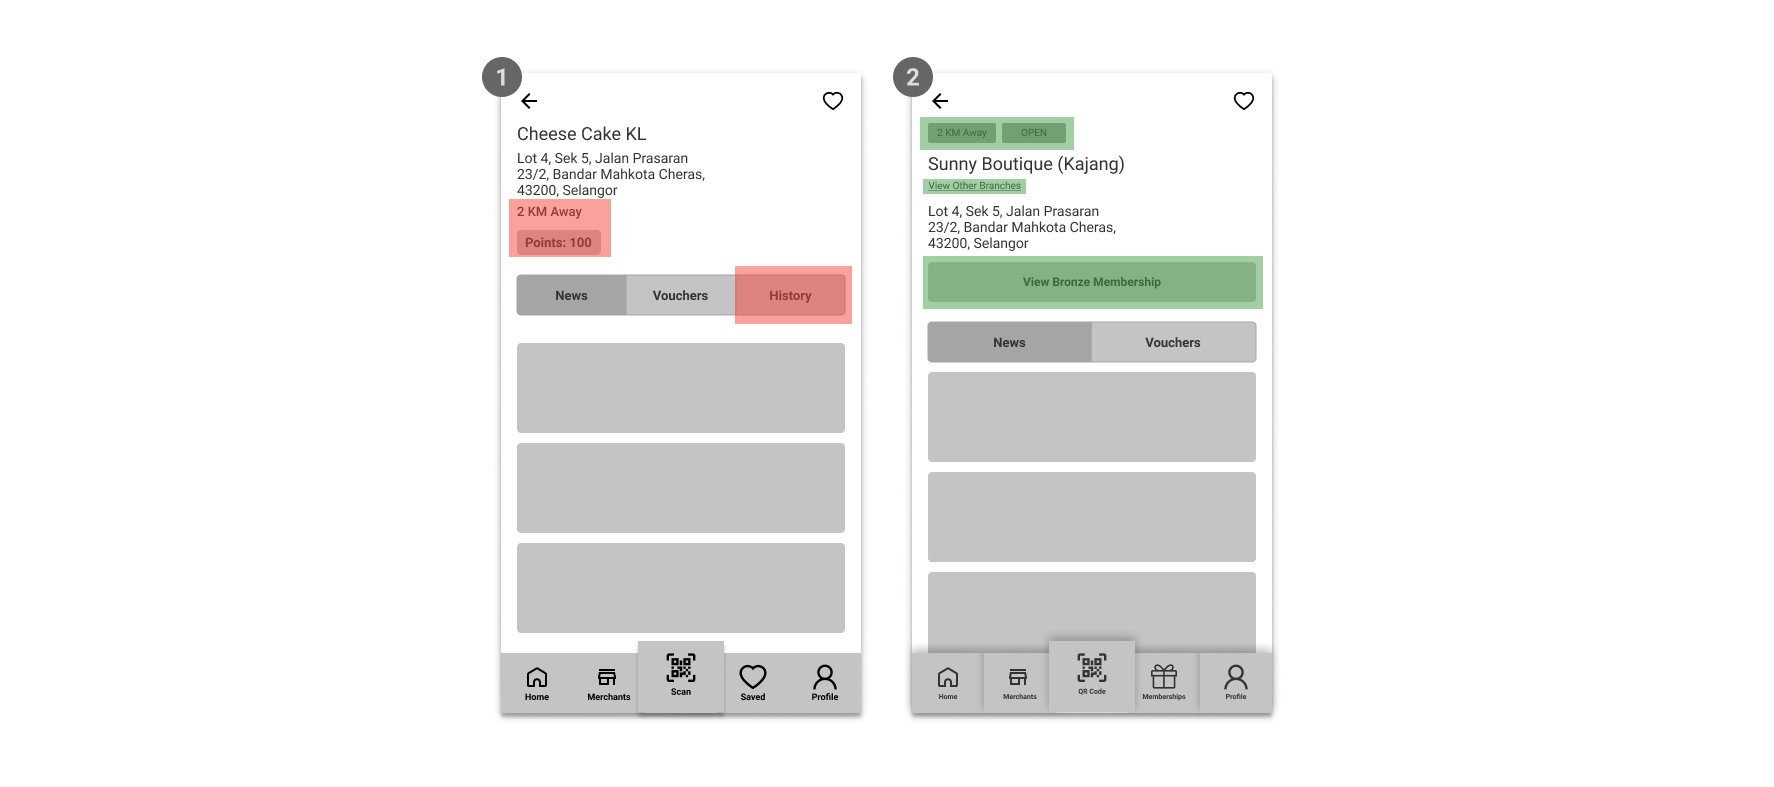 1
Cheese Cake KL
Lot 4, Sek 5, Jalan Prasaran
23/2, Bandar Mahkota Cheras,
43200, Selangor
2 KM Away
Points: 100
News Vouchers History
Home Merchants Scan Saved Profile
2
2 KM Away OPEN
Sunny Boutique (Kajang)
View Other Branches
Lot 4, Sek 5, Jalan Prasaran
23/2, Bandar Mahkota Cheras,
43200, Selangor
View Bronze Membership
News Vouchers
Home Merchants QR Code Memberships Profile